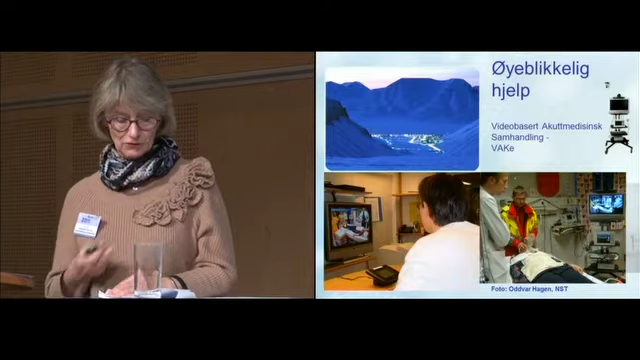 Øyeblikkelig
hjelp
Videobasert Akuttmedisinsk
Samhandling -
VAKe
Foto: Oddvar Hagen, NST